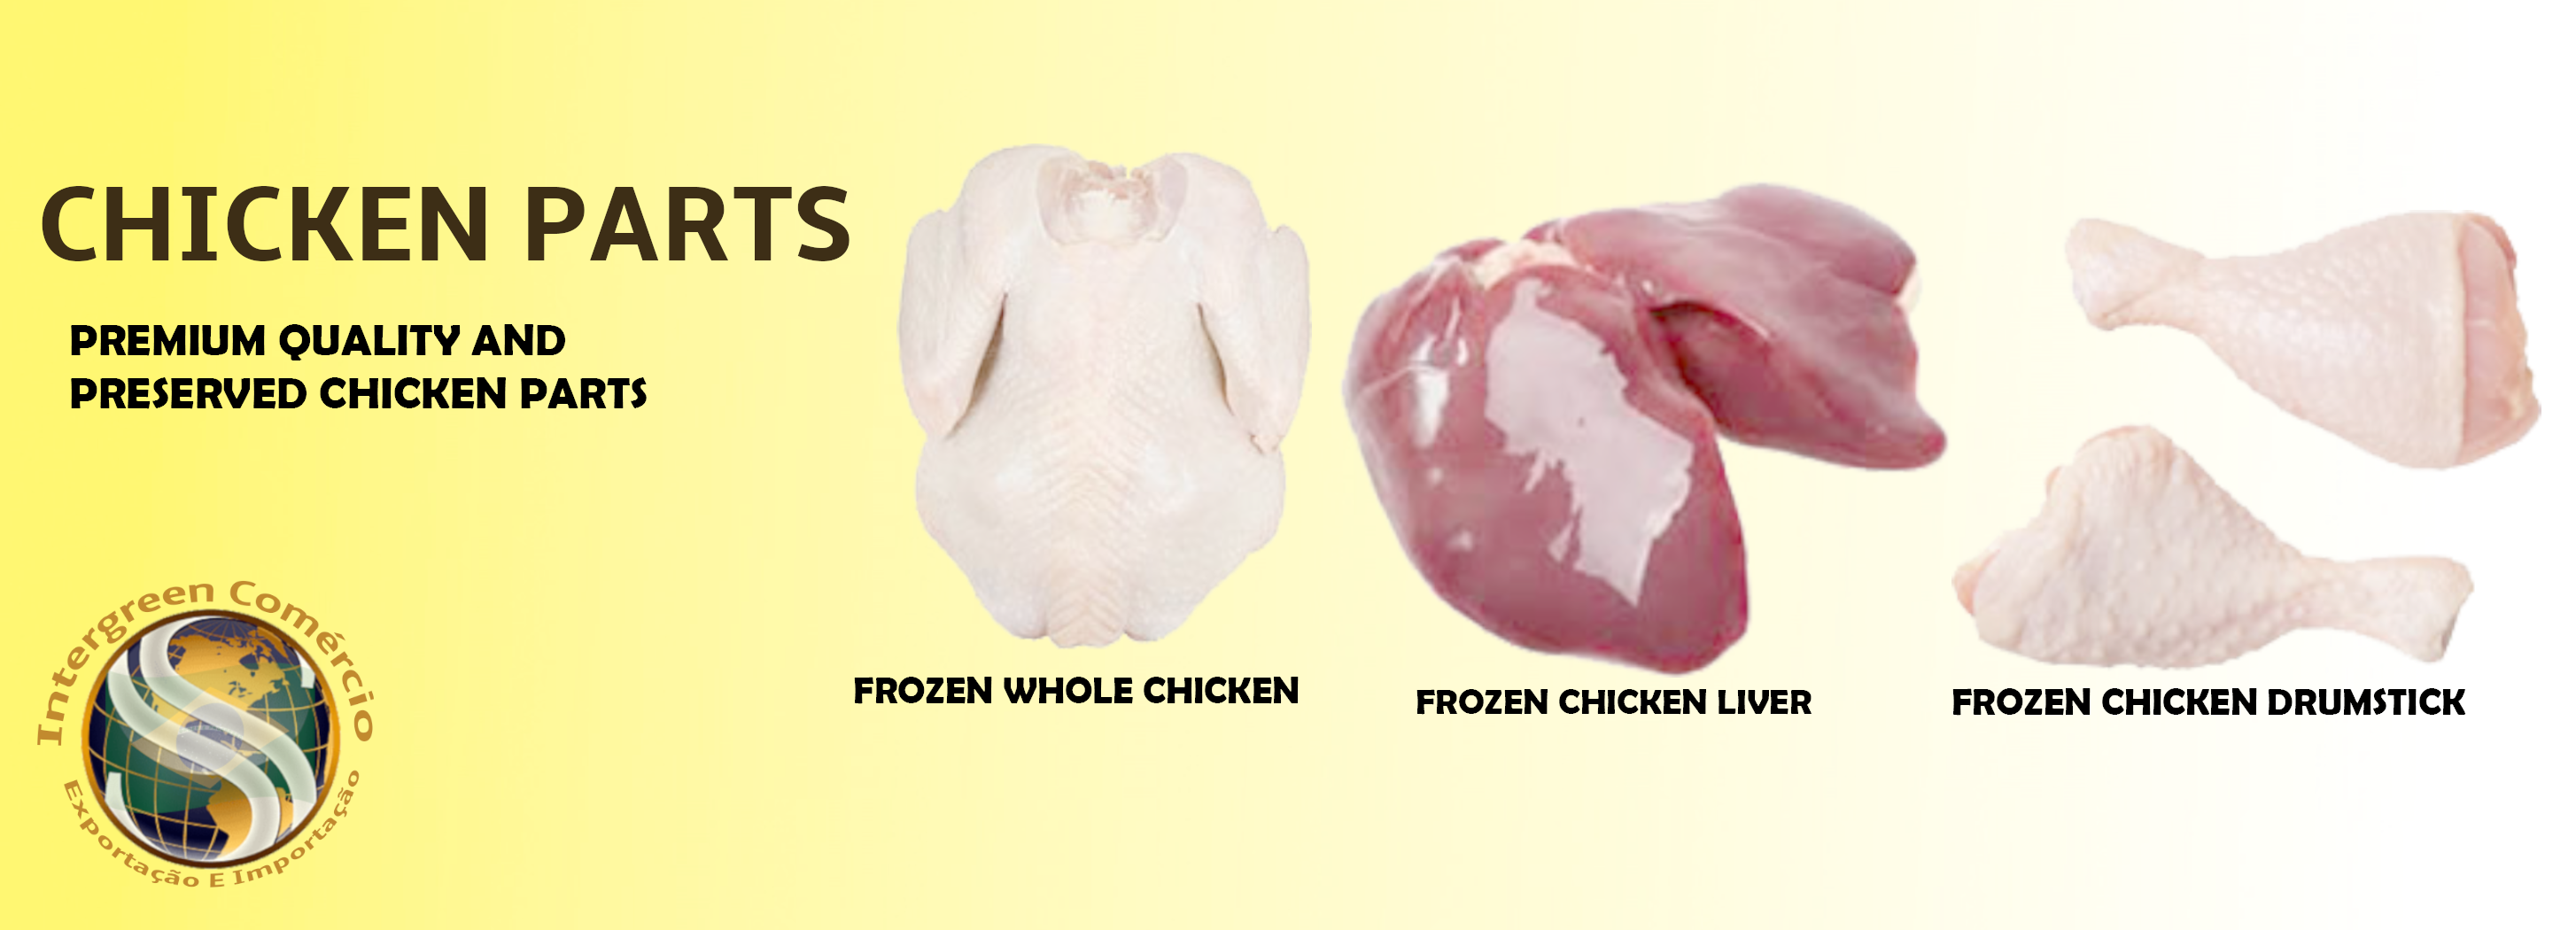 CHICKEN PARTS
PREMIUM QUALITY AND
PRESERVED CHICKEN PARTS
FROZEN WHOLE CHICKEN
FROZEN CHICKEN LIVER
FROZEN CHICKEN DRUMSTICK
Intergreen Comércio
Exportação E Importação